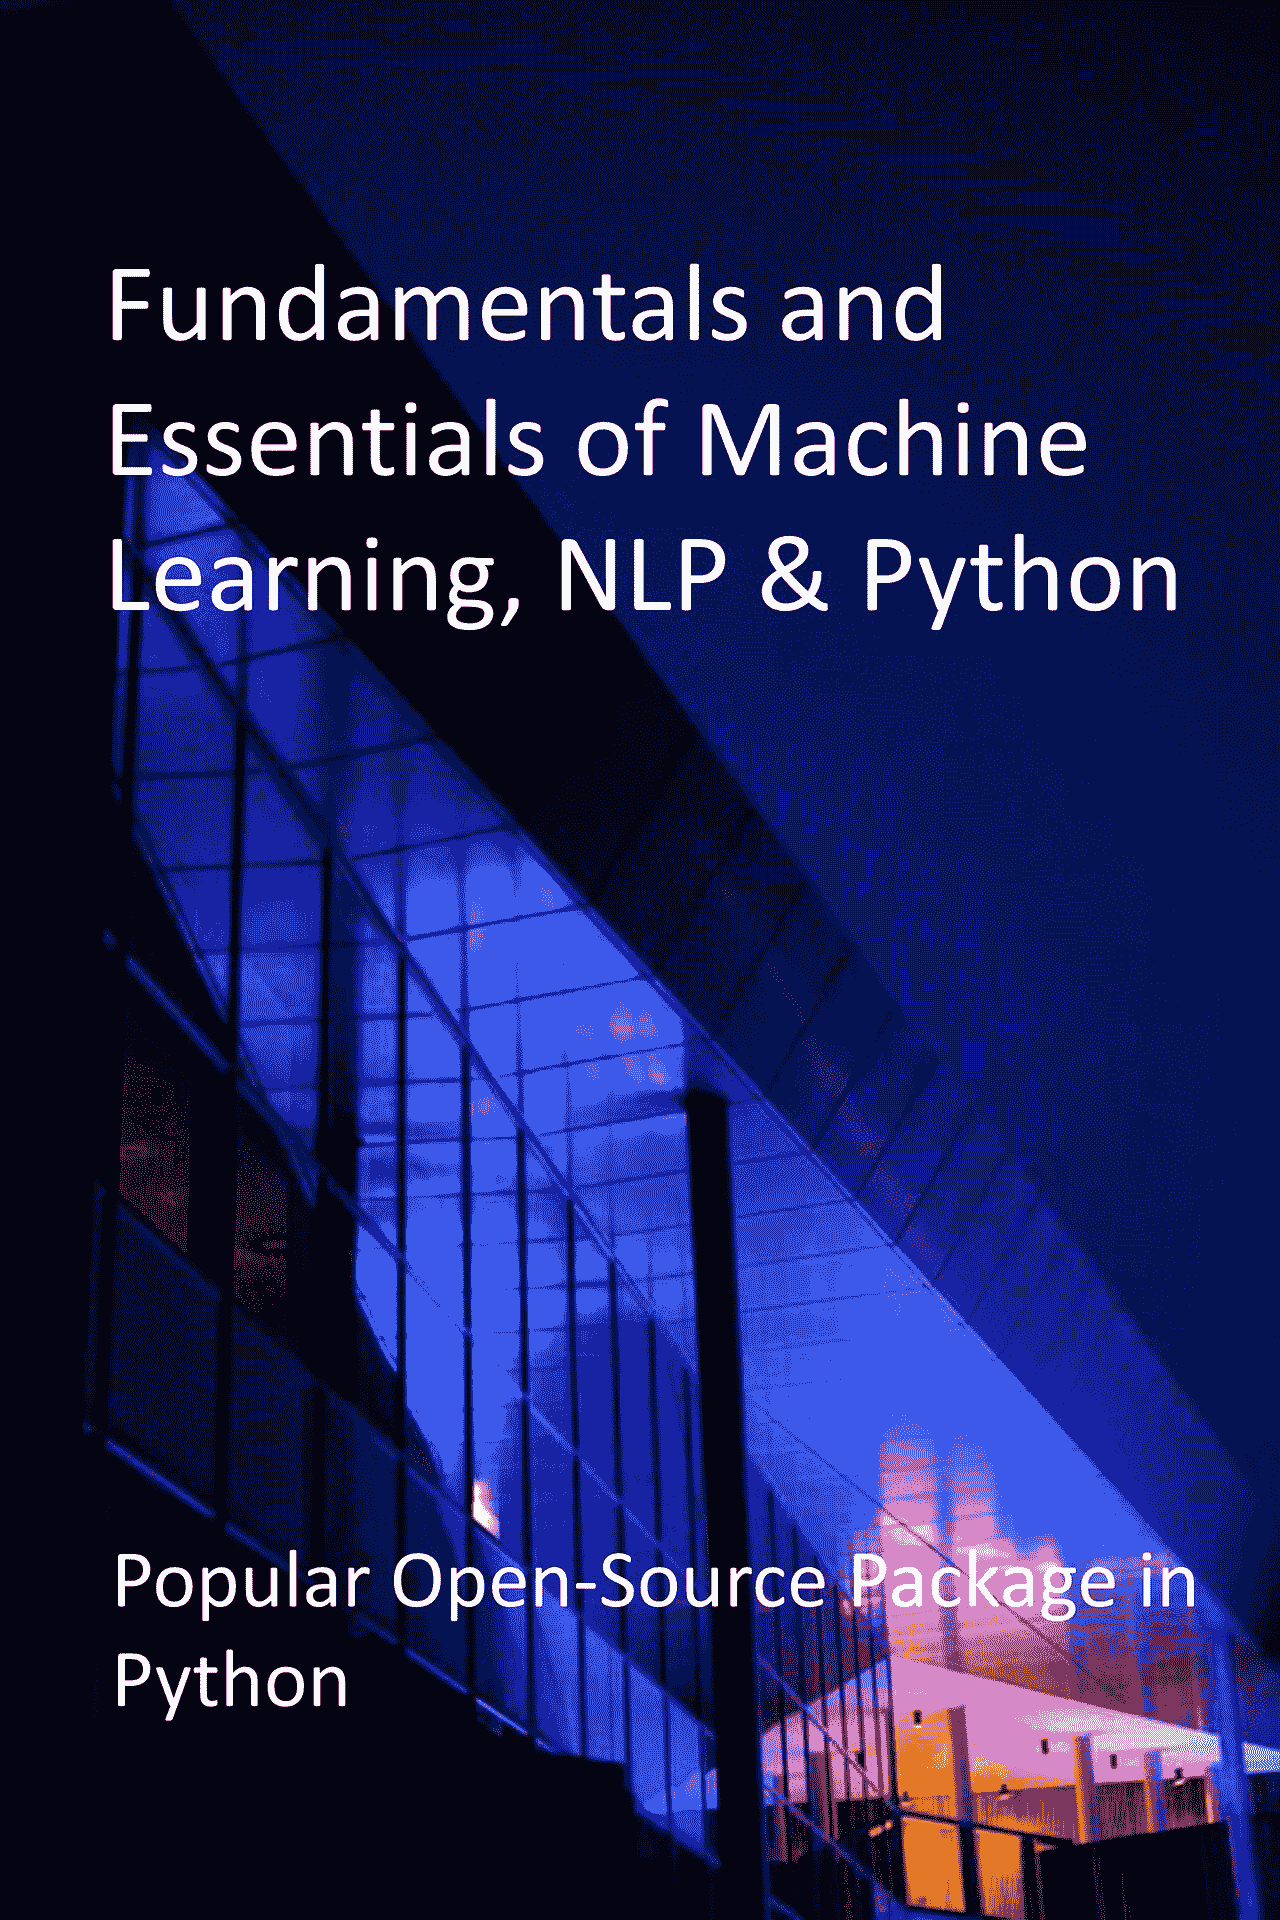 Fundamentals and
Essentials of Machine
Learning, NLP & Python
Popular Open-Source Package in
Python